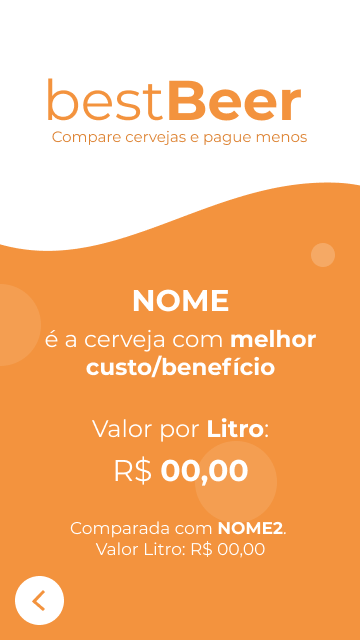 bestBeer
Compare cervejas e pague menos
NOME
é a cerveja com melhor
custo/benefício
Valor por Litro:
R$ 00,00
Comparada com NOME2.
Valor Litro: R$ 00,00